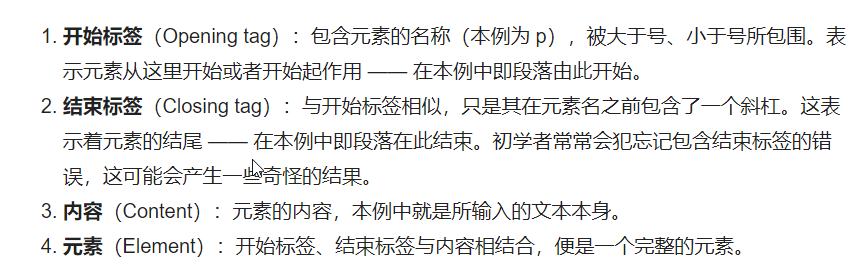 1. 开始标签（Opening tag）：包含元素的名称（本例为 p），被大于号、小于号所包围。表
示元素从这里开始或者开始起作用 —— 在本例中即段落由此开始。
2. 结束标签（Closing tag）：与开始标签相似，只是其在元素名之前包含了一个斜杠。这表
示着元素的结尾 —— 在本例中即段落在此结束。初学者常常会犯忘记包含结束标签的错
误，这可能会产生一些奇怪的结果。
3. 内容（Content）：元素的内容，本例中就是所输入的文本本身。
4. 元素（Element）：开始标签、结束标签与内容相结合，便是一个完整的元素。